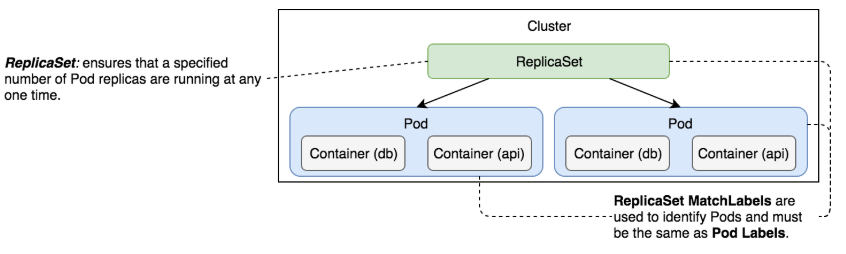 Cluster
ReplicaSet: ensures that a specified
number of Pod replicas are running at any
one time.
ReplicaSet
Pod
Pod
Container (db)
Container (api)
Container (db)
Container (api)
ReplicaSet MatchLabels are
used to identify Pods and must
be the same as Pod Labels.